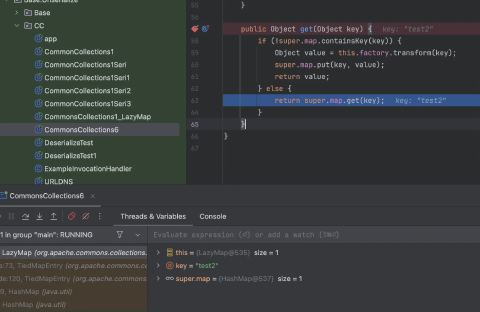 Base
CC
app
CommonCollections1
CommonCollections1Seri
CommonCollections1Seri1
CommonCollections1Seri2
CommonCollections1Seri3
CommonsCollections1_LazyMap
CommonsCollections6
DeserializeTest
DeserializeTest1
ExampleInvocationHandler
URLDNS
55 }
56
57 public Object get(Object key) { key: "test2"
58 if (!super.map.containsKey(key)) {
59 Object value = this.factory.transform(key);
60 super.map.put(key, value);
61 return value;
62 } else {
63 return super.map.get(key); key: "test2"
64 }
65 }
66 }
67
CommonsCollections6 ×
Threads & Variables Console
1 in group "main": RUNNING
Evaluate expression (⏎) or add a watch (⇧⌘⏎)
LazyMap (org.apache.commons.collections.
:73, TiedMapEntry (org.apache.commons.co
de:120, TiedMapEntry (org.apache.commons
, HashMap (java.util)
HashMap (java.util)
this = {LazyMap@535} size = 1
key = "test2"
super.map = {HashMap@537} size = 1